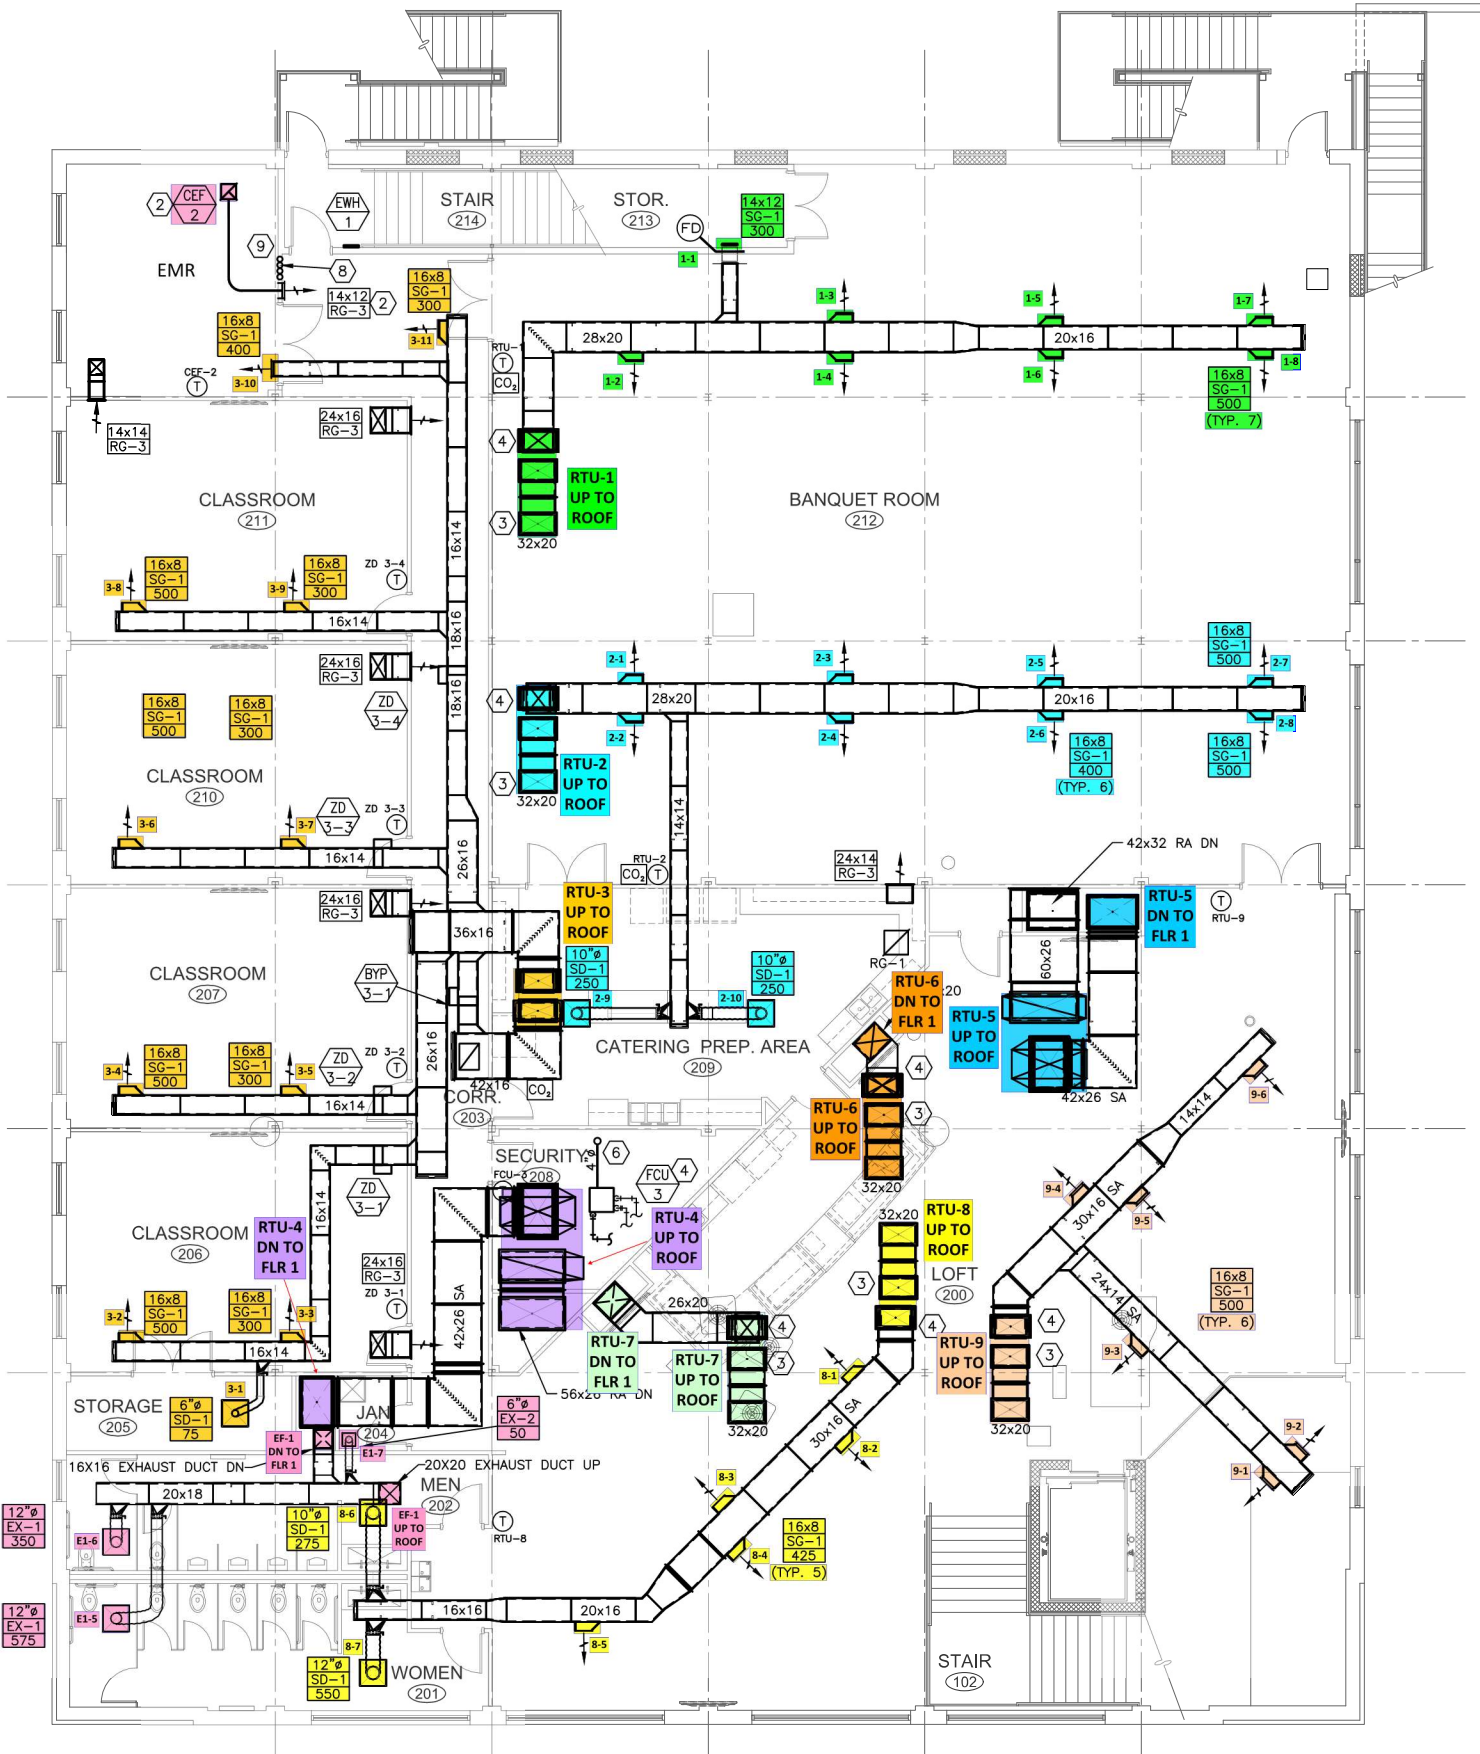 CEF
2
2
EWH
1
STAIR
214
STOR.
213
14x12
SG-1
300
FD
1-1
9
8
EMR
14x12
RG-3
2
16x8
SG-1
300
3-11
16x8
SG-1
400
3-10
CEF-2
T
RTU-1
T
CO₂
28x20
1-3
1-5
1-7
20x16
1-2
1-4
1-6
1-8
16x8
SG-1
500
(TYP. 7)
14x14
RG-3
24x16
RG-3
4
RTU-1
UP TO
ROOF
3
32x20
CLASSROOM
211
BANQUET ROOM
212
16x14
16x8
SG-1
500
3-8
16x8
SG-1
300
3-9
ZD 3-4
T
16x14
18x16
24x16
RG-3
18x16
ZD
3-4
16x8
SG-1
500
16x8
SG-1
300
CLASSROOM
210
4
28x20
2-1
2-3
2-5
2-7
16x8
SG-1
500
20x16
2-2
2-4
2-6
2-8
16x8
SG-1
400
(TYP. 6)
16x8
SG-1
500
RTU-2
UP TO
ROOF
3
32x20
14x14
3-6
3-7
ZD
3-3
ZD 3-3
T
16x14
26x16
RTU-2
CO₂
T
24x14
RG-3
42x32 RA DN
24x16
RG-3
36x16
RTU-3
UP TO
ROOF
RTU-5
DN TO
FLR 1
T
RTU-9
60x26
RG-1
CLASSROOM
207
BYP
3-1
10"ø
SD-1
250
2-9
10"ø
SD-1
250
2-10
RTU-6
DN TO
FLR 1
RTU-5
UP TO
ROOF
26x16
CATERING PREP. AREA
209
3-4
16x8
SG-1
500
16x8
SG-1
300
3-5
ZD
3-2
ZD 3-2
T
16x14
42x16
CO₂
CORR.
203
4
42x26 SA
9-6
14x14
RTU-6
UP TO
ROOF
3
32x20
SECURITY
208
FCU-3
4"ø
6
FCU
3
4
ZD
3-1
16x14
CLASSROOM
206
RTU-4
DN TO
FLR 1
RTU-4
UP TO
ROOF
9-4
9-5
30x16 SA
32x20
RTU-8
UP TO
ROOF
LOFT
200
3
4
24x16
RG-3
ZD 3-1
T
42x26 SA
24x14 SA
16x8
SG-1
500
(TYP. 6)
3-2
16x8
SG-1
500
16x8
SG-1
300
3-3
16x14
26x20
4
3
RTU-7
DN TO
FLR 1
RTU-7
UP TO
ROOF
32x20
4
RTU-9
UP TO
ROOF
3
32x20
9-3
8-1
56x26 RA DN
STORAGE
205
6"ø
SD-1
75
3-1
JAN
204
6"ø
EX-2
50
30x16 SA
8-2
9-2
9-1
EF-1
DN TO
FLR 1
E1-7
16X16 EXHAUST DUCT DN
20X20 EXHAUST DUCT UP
MEN
202
8-3
20x18
12"ø
EX-1
350
E1-6
10"ø
SD-1
275
8-6
EF-1
UP TO
ROOF
T
RTU-8
16x8
SG-1
425
(TYP. 5)
8-4
12"ø
EX-1
575
E1-5
16x16
20x16
8-5
8-7
12"ø
SD-1
550
WOMEN
201
STAIR
102